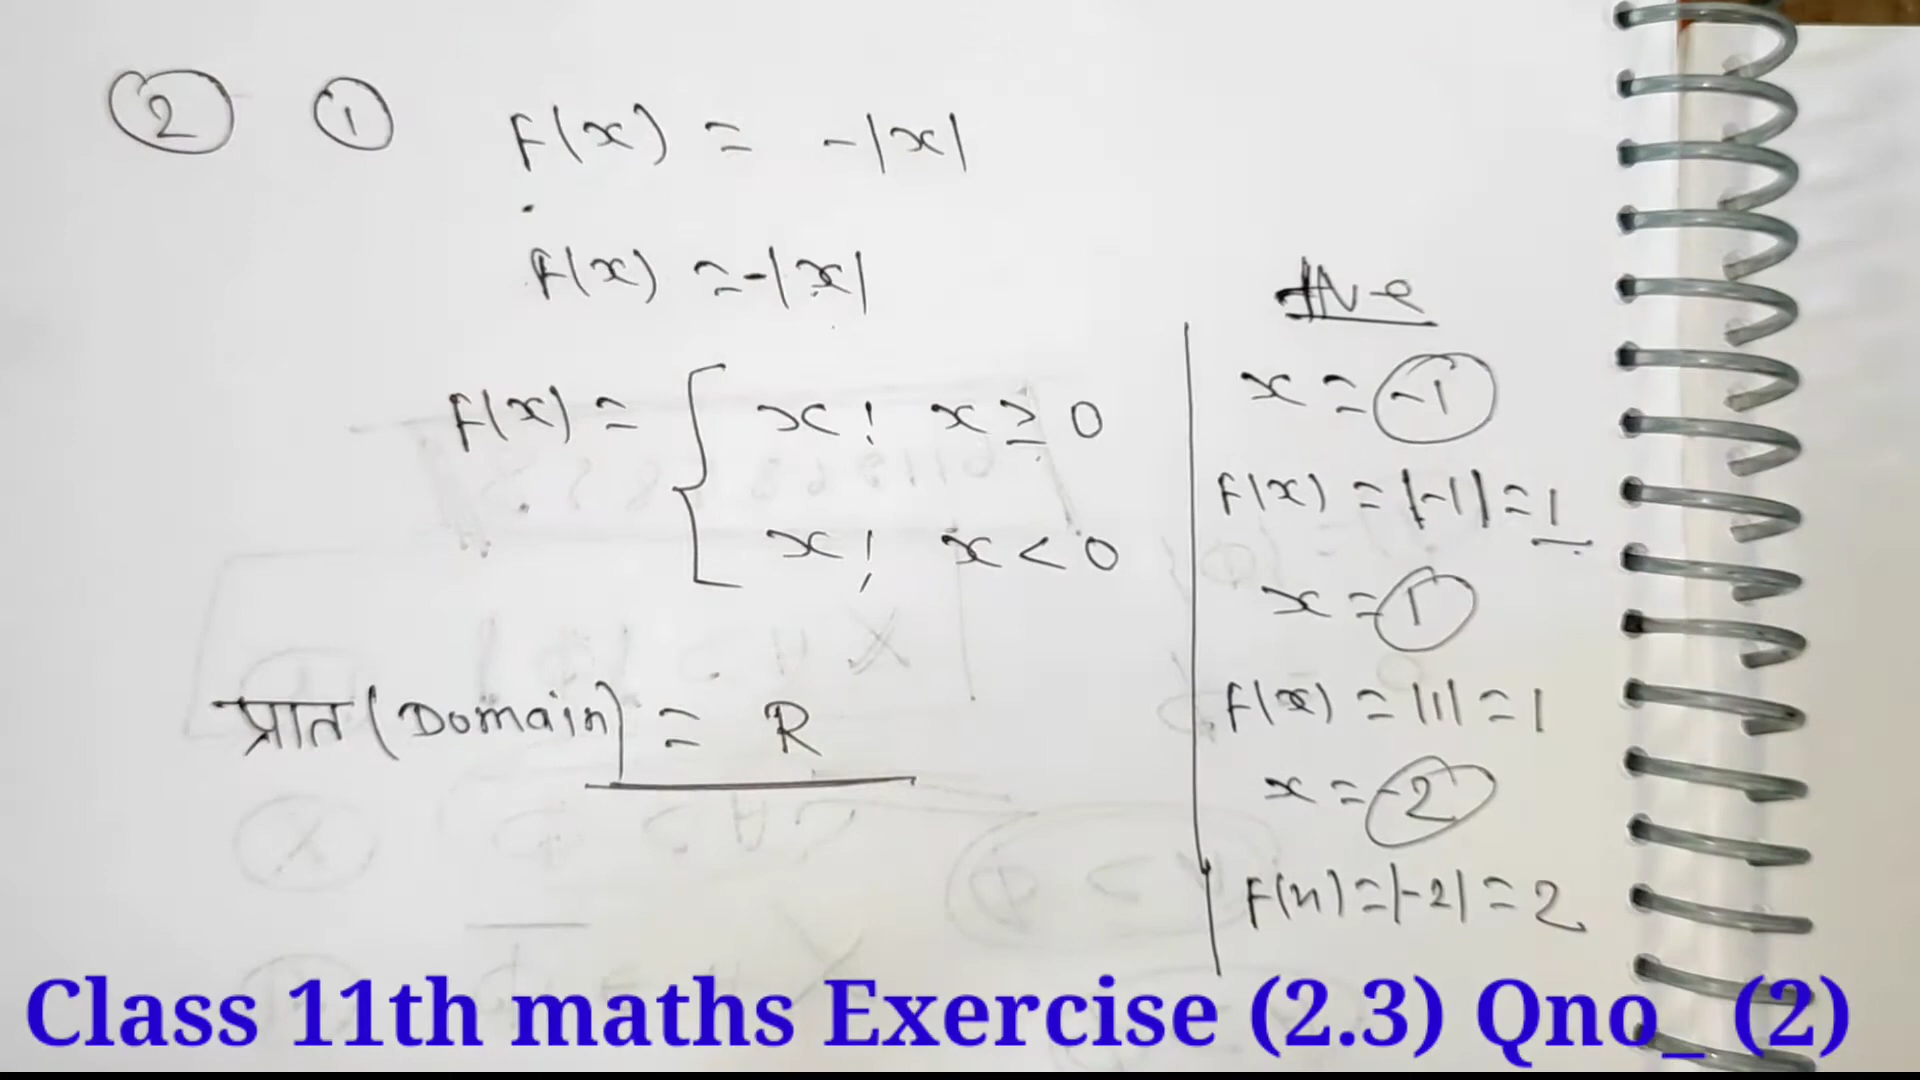 2 1 F(x) = -|x|
F(x) = -|x|
F(x) = { x ; x ≥ 0
x ; x < 0
प्रात (Domain) = R
+Ne
x = -1
F(x) = |-1| = 1
x = 1
F(x) = |1| = 1
x = -2
F(x) = |-2| = 2
Class 11th maths Exercise (2.3) Qno_ (2)